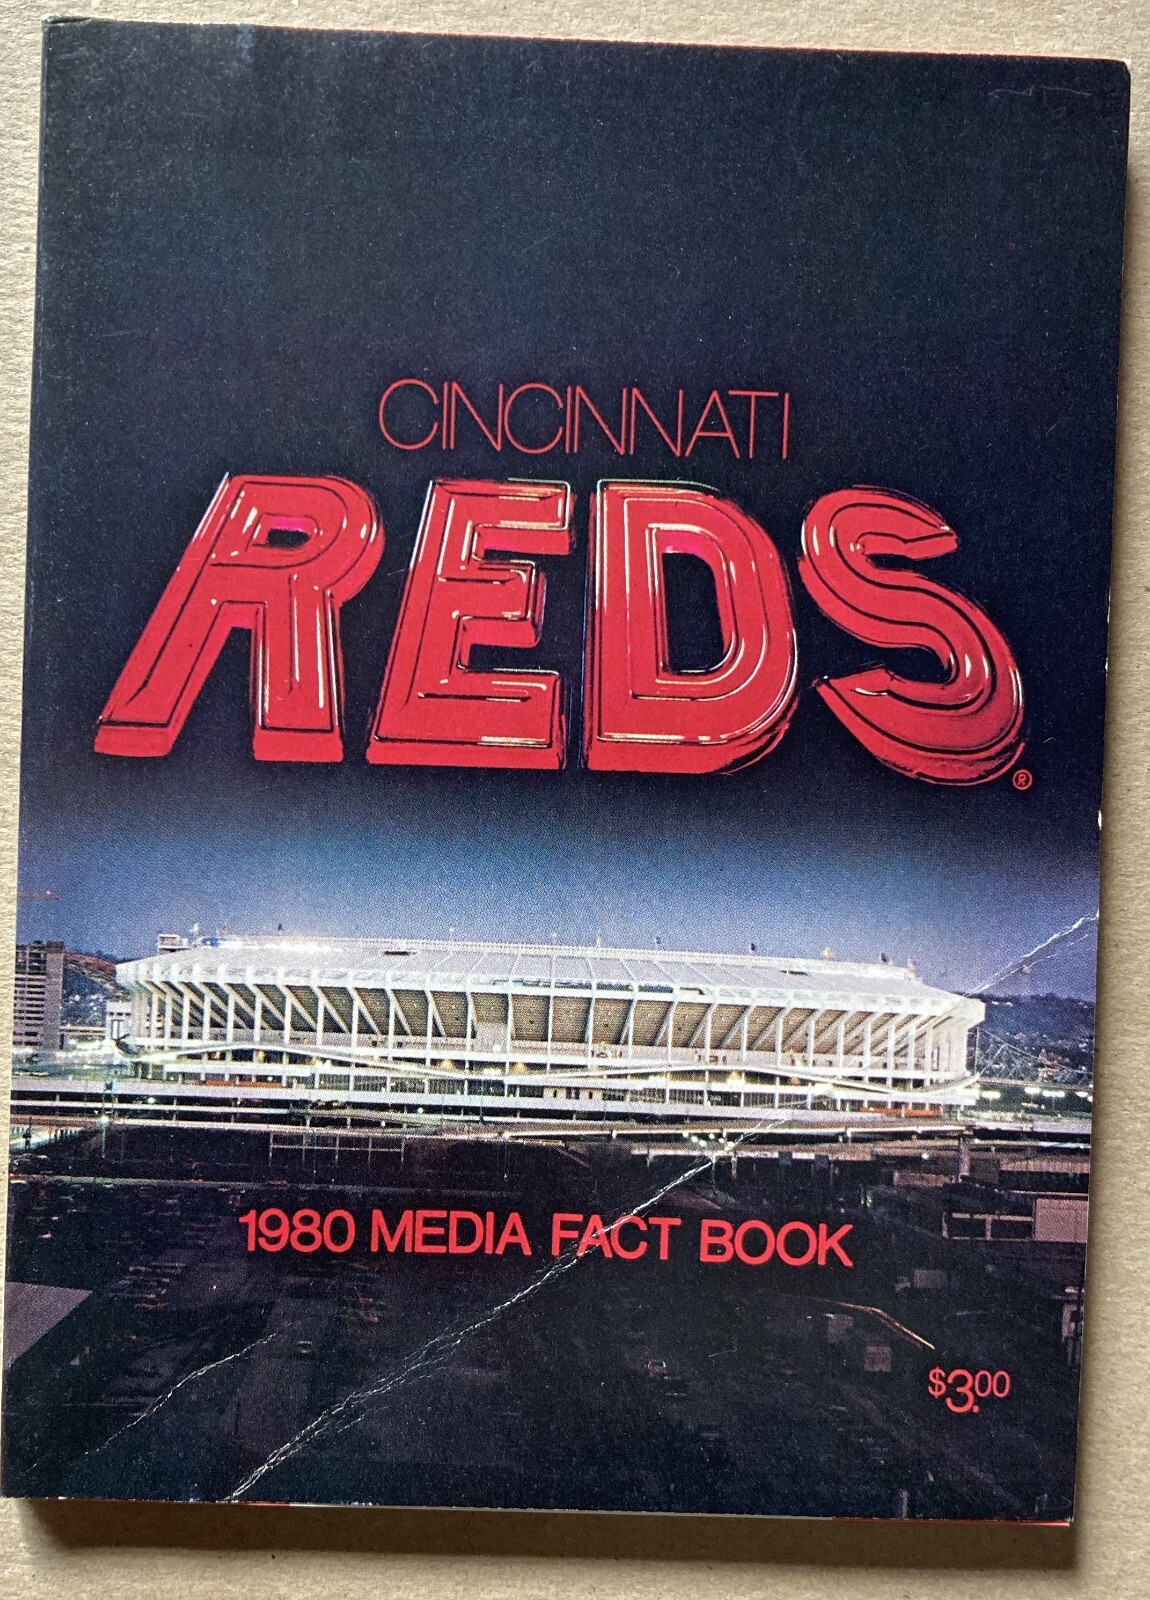 CINCINNATI
REDS®
1980 MEDIA FACT BOOK
$3.00